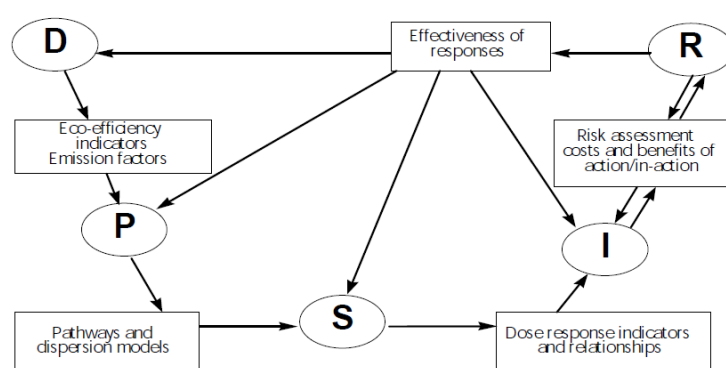 D
Effectiveness of
responses
R
Eco-efficiency
indicators
Emission factors
Risk assessment
costs and benefits of
action/in-action
P
I
S
Pathways and
dispersion models
Dose response indicators
and relationships